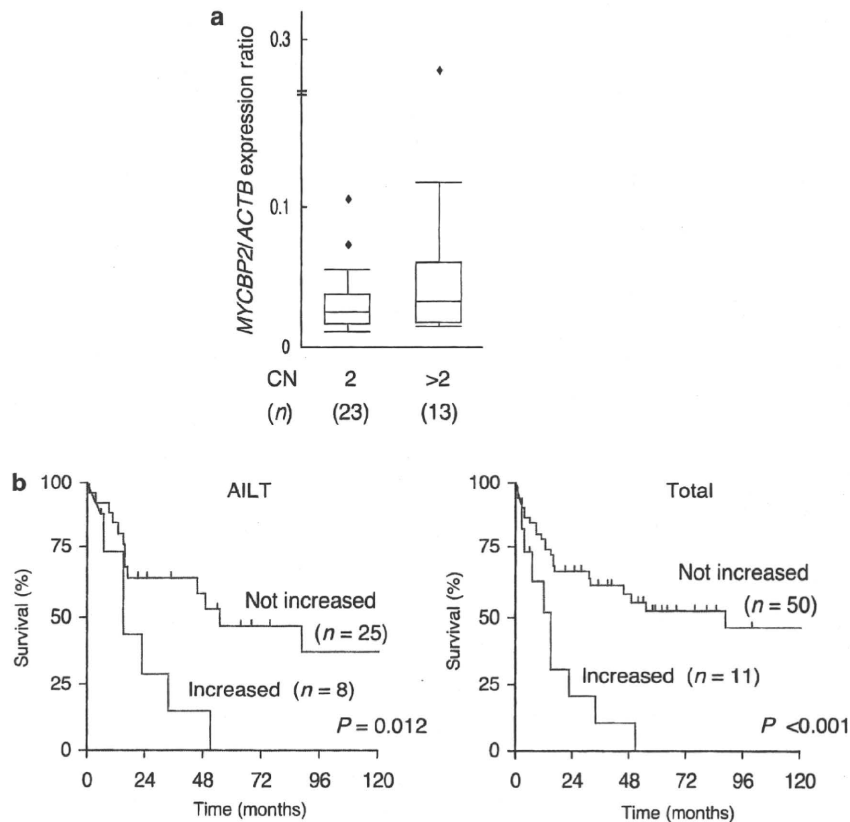 a
MYCBP2/ACTB expression ratio
0.3
0.1
0
CN 2 >2
(n) (23) (13)
b
AILT
Survival (%)
100
75
50
25
0
Not increased
(n = 25)
Increased (n = 8)
P = 0.012
0 24 48 72 96 120
Time (months)
Total
Survival (%)
100
75
50
25
0
Not increased
(n = 50)
Increased (n = 11)
P <0.001
0 24 48 72 96 120
Time (months)